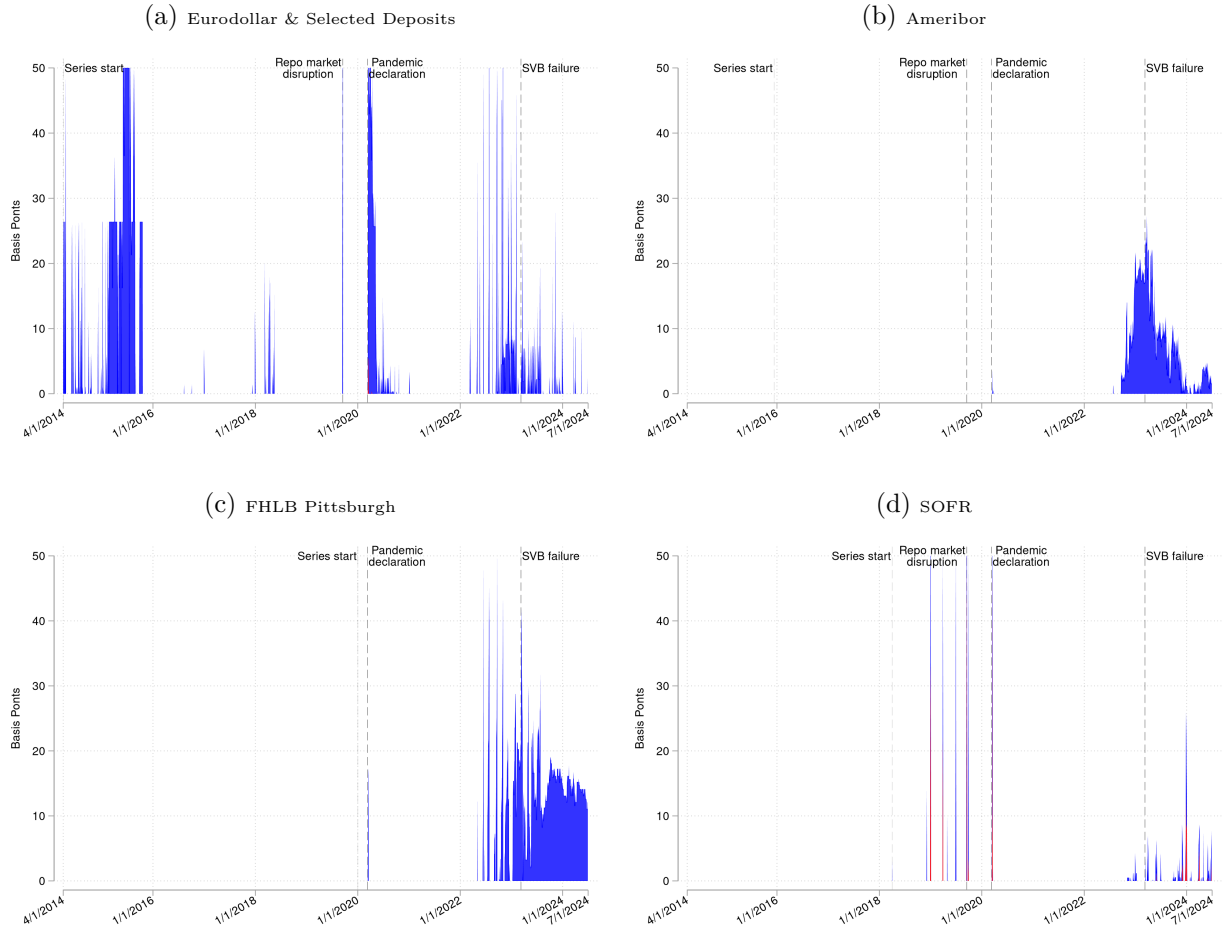 (a) Eurodollar & Selected Deposits
Basis Ponts
50
40
30
20
10
0
Series start
Repo market
disruption
Pandemic
declaration
SVB failure
4/1/2014
1/1/2016
1/1/2018
1/1/2020
1/1/2022
1/1/2024
7/1/2024
(b) Ameribor
Basis Ponts
50
40
30
20
10
0
Series start
Repo market
disruption
Pandemic
declaration
SVB failure
4/1/2014
1/1/2016
1/1/2018
1/1/2020
1/1/2022
1/1/2024
7/1/2024
(c) FHLB Pittsburgh
Basis Ponts
50
40
30
20
10
0
Series start
Pandemic
declaration
SVB failure
4/1/2014
1/1/2016
1/1/2018
1/1/2020
1/1/2022
1/1/2024
7/1/2024
(d) SOFR
Basis Ponts
50
40
30
20
10
0
Series start
Repo market
disruption
Pandemic
declaration
SVB failure
4/1/2014
1/1/2016
1/1/2018
1/1/2020
1/1/2022
1/1/2024
7/1/2024